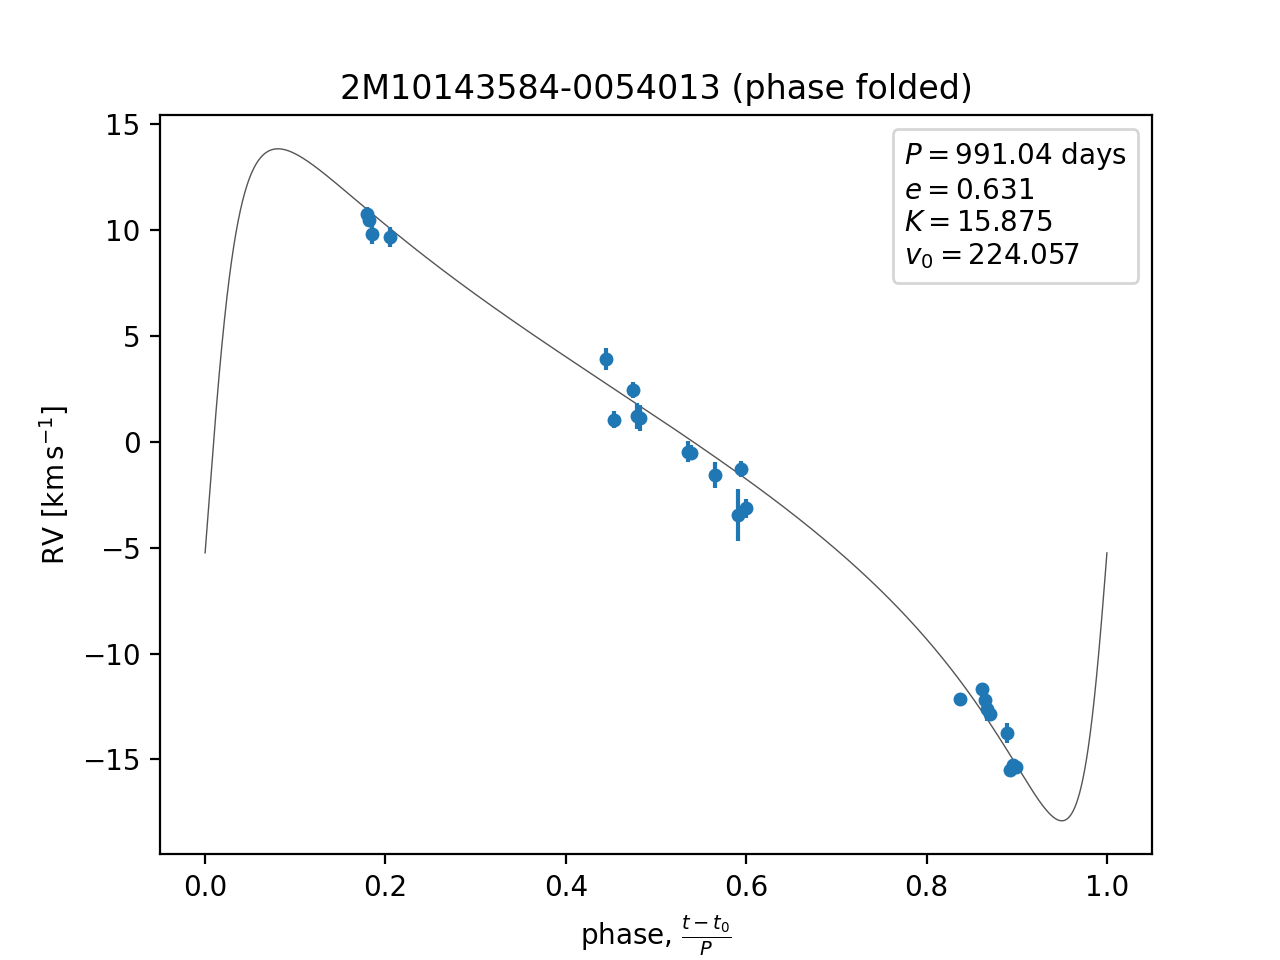 2M10143584-0054013 (phase folded)
P = 991.04 days
e = 0.631
K = 15.875
v₀ = 224.057
15
10
5
0
−5
−10
−15
RV [km s⁻¹]
0.0 0.2 0.4 0.6 0.8 1.0
phase, (t − t₀)/P